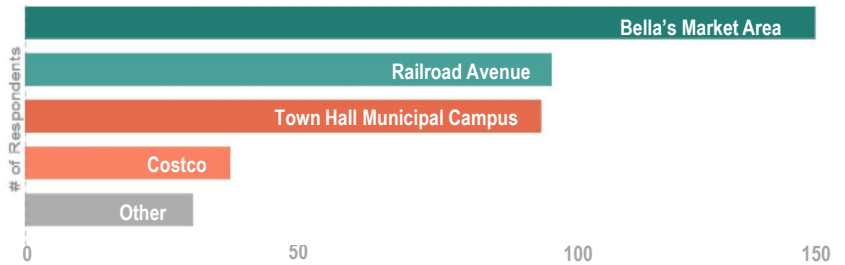 # of Respondents
Bella's Market Area
Railroad Avenue
Town Hall Municipal Campus
Costco
Other
0 50 100 150